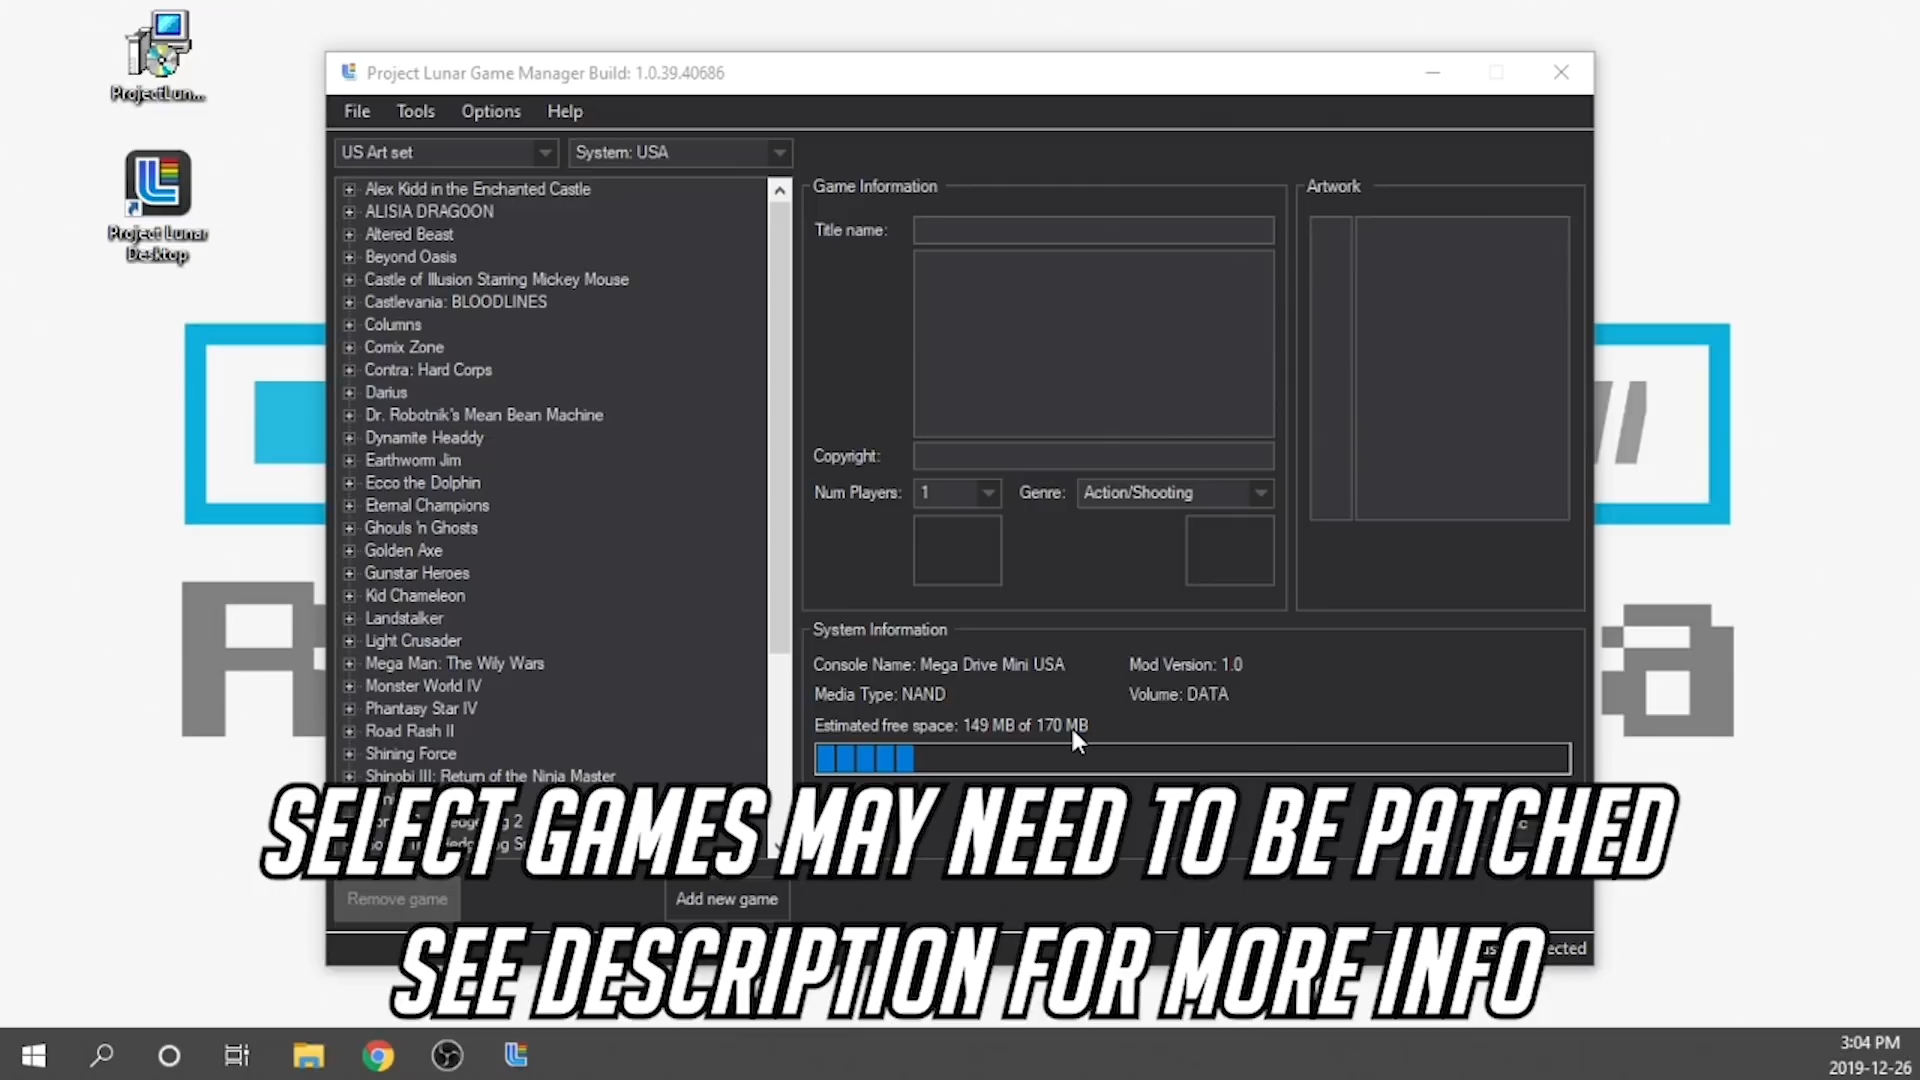 ProjectLun...
Project Lunar
Desktop
Project Lunar Game Manager Build: 1.0.39.40686
File Tools Options Help
US Art set System: USA
Alex Kidd in the Enchanted Castle
ALISIA DRAGOON
Altered Beast
Beyond Oasis
Castle of Illusion Starring Mickey Mouse
Castlevania: BLOODLINES
Columns
Comix Zone
Contra: Hard Corps
Darius
Dr. Robotnik's Mean Bean Machine
Dynamite Headdy
Earthworm Jim
Ecco the Dolphin
Eternal Champions
Ghouls 'n Ghosts
Golden Axe
Gunstar Heroes
Kid Chameleon
Landstalker
Light Crusader
Mega Man: The Wily Wars
Monster World IV
Phantasy Star IV
Road Rash II
Shining Force
Shinobi III: Return of the Ninja Master
Remove game Add new game
Game Information
Title name:
Copyright:
Num Players: 1 Genre: Action/Shooting
Artwork
System Information
Console Name: Mega Drive Mini USA Mod Version: 1.0
Media Type: NAND Volume: DATA
Estimated free space: 149 MB of 170 MB
SELECT GAMES MAY NEED TO BE PATCHED
SEE DESCRIPTION FOR MORE INFO
3:04 PM
2019-12-26